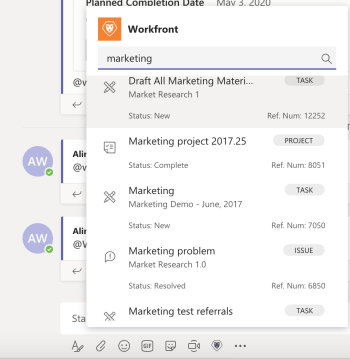 Planned Completion Date May 3, 2020
Workfront
marketing
@w
Draft All Marketing Materi... TASK
Market Research 1
Status: New Ref. Num: 12252
Marketing project 2017.25 PROJECT
Status: Complete Ref. Num: 8051
AW
Alin
@w
Marketing TASK
Marketing Demo - June, 2017
Status: New Ref. Num: 7050
AW
Alin
@w
Marketing problem ISSUE
Market Research 1.0
Status: Resolved Ref. Num: 6850
Sta
Marketing test referrals TASK
GIF